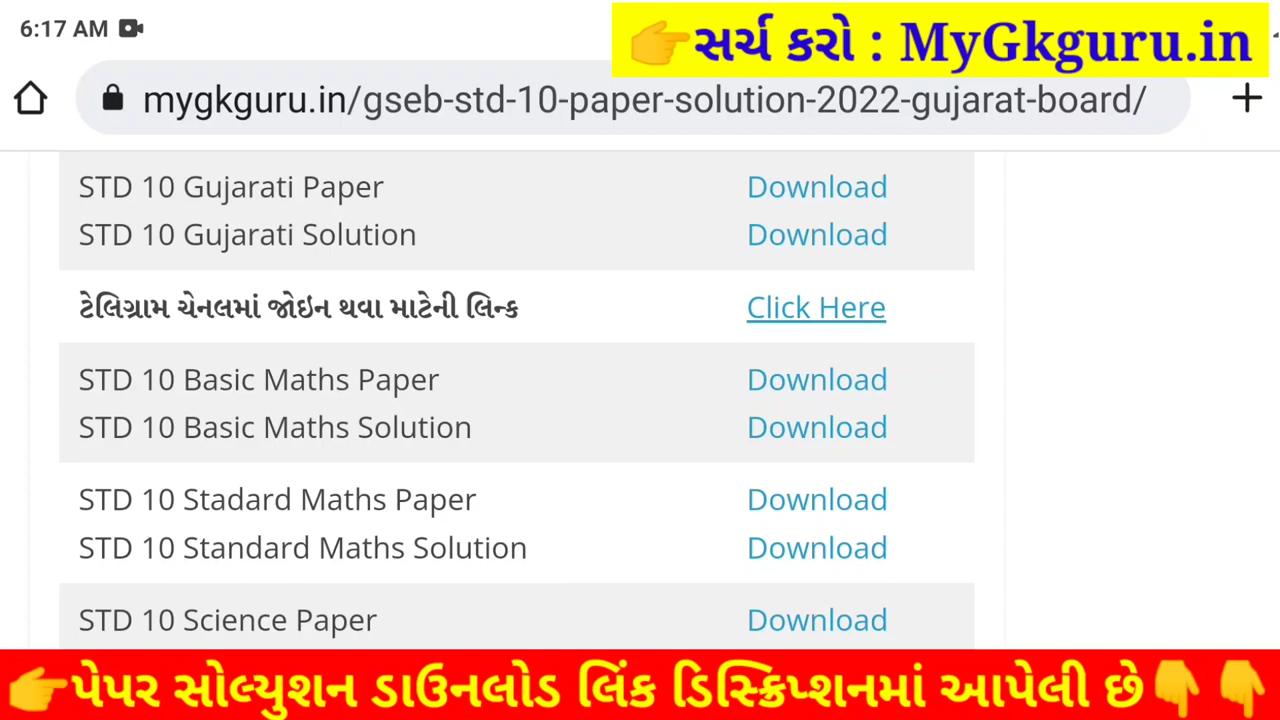 6:17 AM
👉સર્ચ કરો : MyGkguru.in
mygkguru.in/gseb-std-10-paper-solution-2022-gujarat-board/
STD 10 Gujarati Paper Download
STD 10 Gujarati Solution Download
ટેલિગ્રામ ચેનલમાં જોઇન થવા માટેની લિન્ક Click Here
STD 10 Basic Maths Paper Download
STD 10 Basic Maths Solution Download
STD 10 Stadard Maths Paper Download
STD 10 Standard Maths Solution Download
STD 10 Science Paper Download
👉પેપર સોલ્યુશન ડાઉનલોડ લિંક ડિસ્ક્રિપ્શનમાં આપેલી છે👇👇